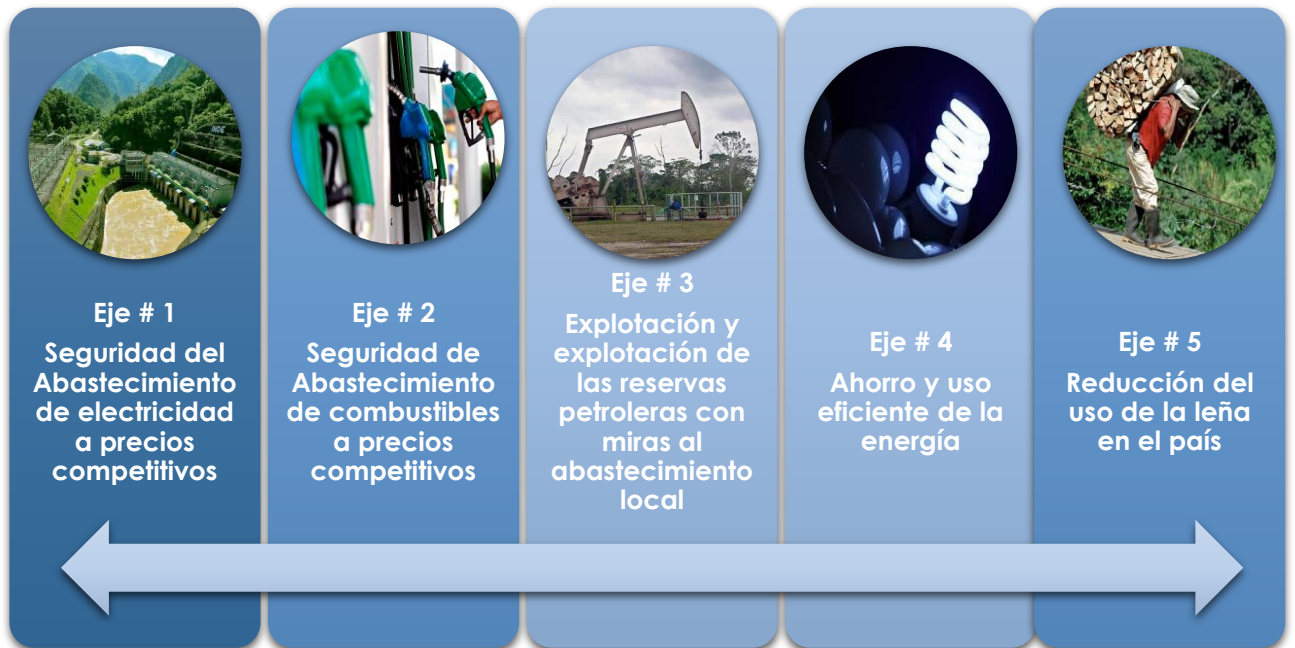 INDE
Eje # 1
Seguridad del
Abastecimiento
de electricidad
a precios
competitivos
Eje # 2
Seguridad de
Abastecimiento
de combustibles
a precios
competitivos
Eje # 3
Explotación y
explotación de
las reservas
petroleras con
miras al
abastecimiento
local
Eje # 4
Ahorro y uso
eficiente de la
energía
Eje # 5
Reducción del
uso de la leña
en el país